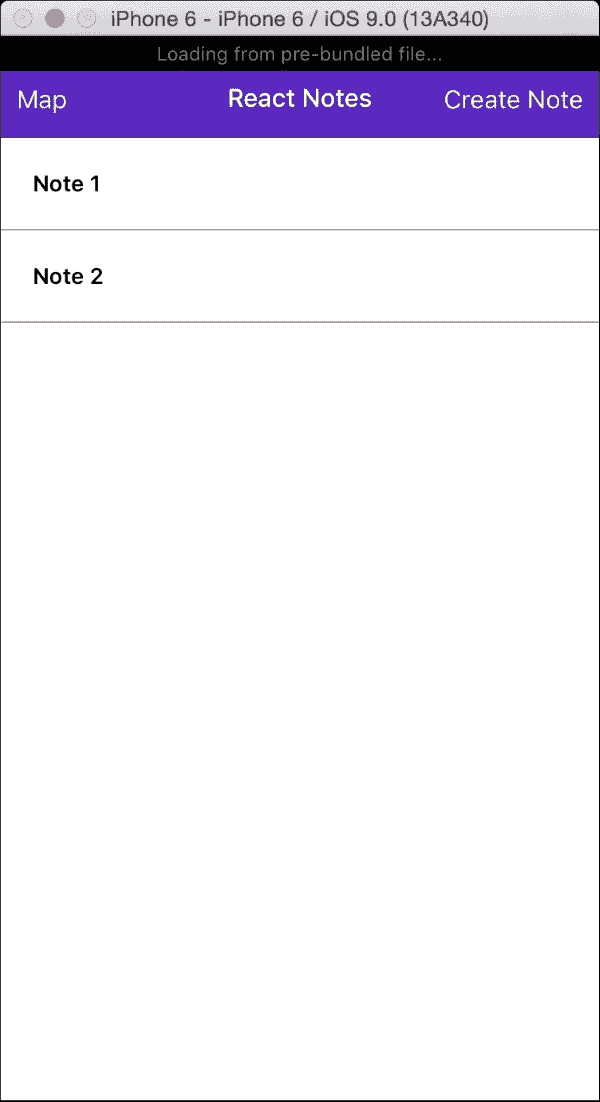 iPhone 6 - iPhone 6 / iOS 9.0 (13A340)
Loading from pre-bundled file...
Map React Notes Create Note
Note 1
Note 2